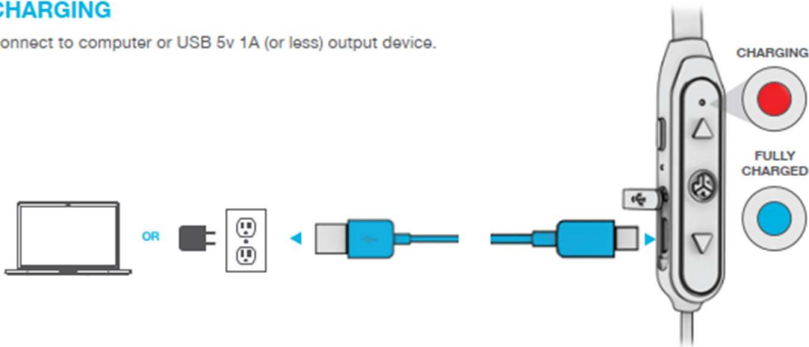 CHARGING
onnect to computer or USB 5v 1A (or less) output device.
CHARGING
FULLY
CHARGED
OR